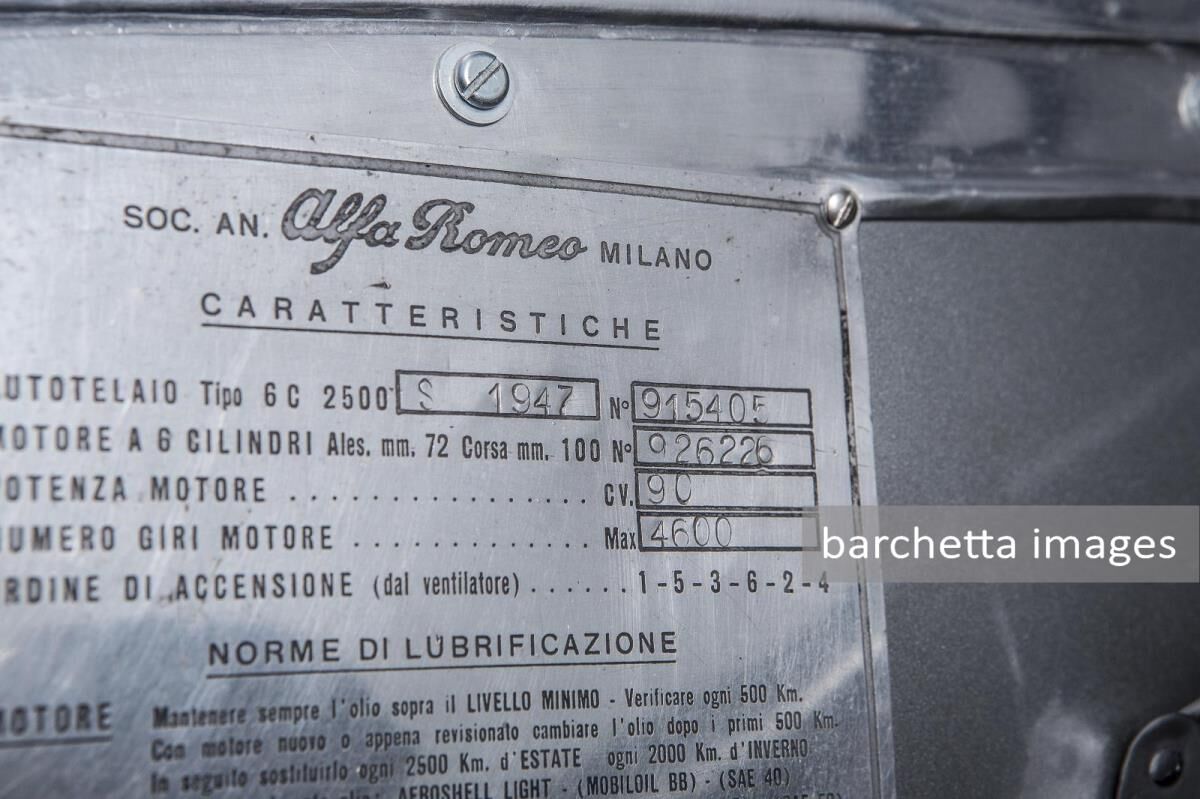 SOC. AN. Alfa Romeo MILANO
CARATTERISTICHE
UTOTELAIO Tipo 6C 2500 S 1947 N° 915405
MOTORE A 6 CILINDRI Ales. mm. 72 Corsa mm. 100 N° 926226
POTENZA MOTORE .................. CV. 90
NUMERO GIRI MOTORE .............. Max 4600
RDINE DI ACCENSIONE (dal ventilatore) ...... 1-5-3-6-2-4
barchetta images
NORME DI LUBRIFICAZIONE
MOTORE Mantenere sempre l'olio sopra il LIVELLO MINIMO - Verificare ogni 500 Km.
Con motore nuovo o appena revisionato cambiare l'olio dopo i primi 500 Km.
In seguito sostituirlo ogni 2500 Km. d'ESTATE ogni 2000 Km. d'INVERNO
AEROSHELL LIGHT - (MOBILOIL BB) - (SAE 40)